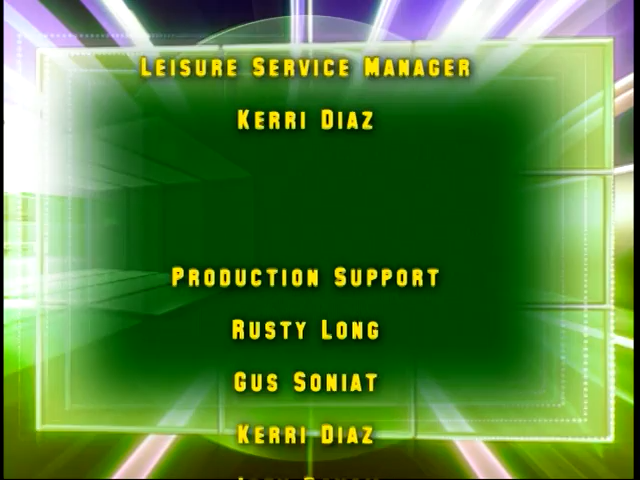 Leisure Service Manager
Kerri Diaz
Production Support
Rusty Long
Gus Soniat
Kerri Diaz